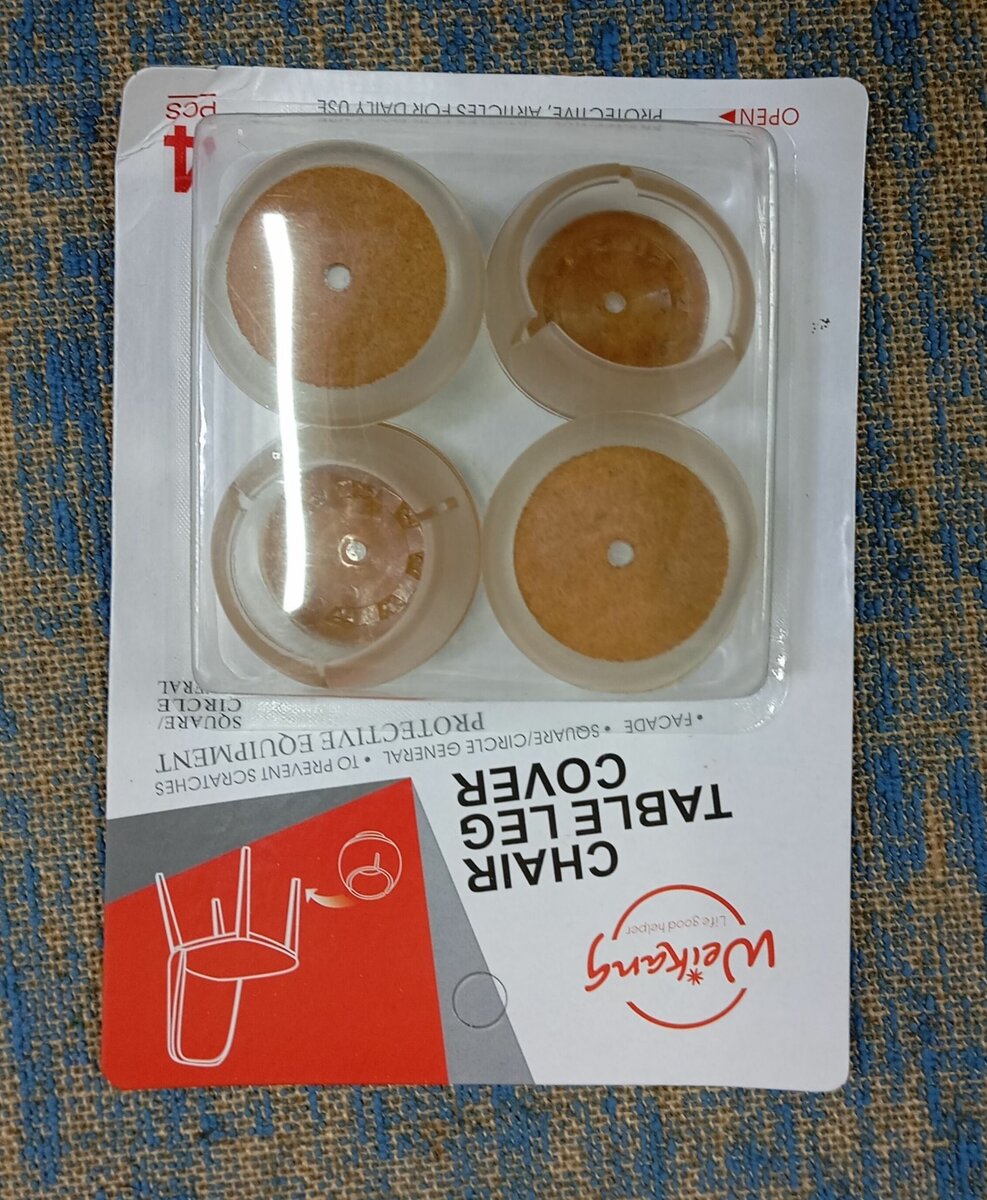 Weikang
Life good helper
CHAIR
TABLE LEG
COVER
• FACADE • SQUARE/CIRCLE GENERAL • TO PREVENT SCRATCHES
PROTECTIVE EQUIPMENT
SQUARE/
CIRCLE
GENERAL
OPEN
PROTECTIVE, ARTICLES FOR DAILY USE
4
PCS